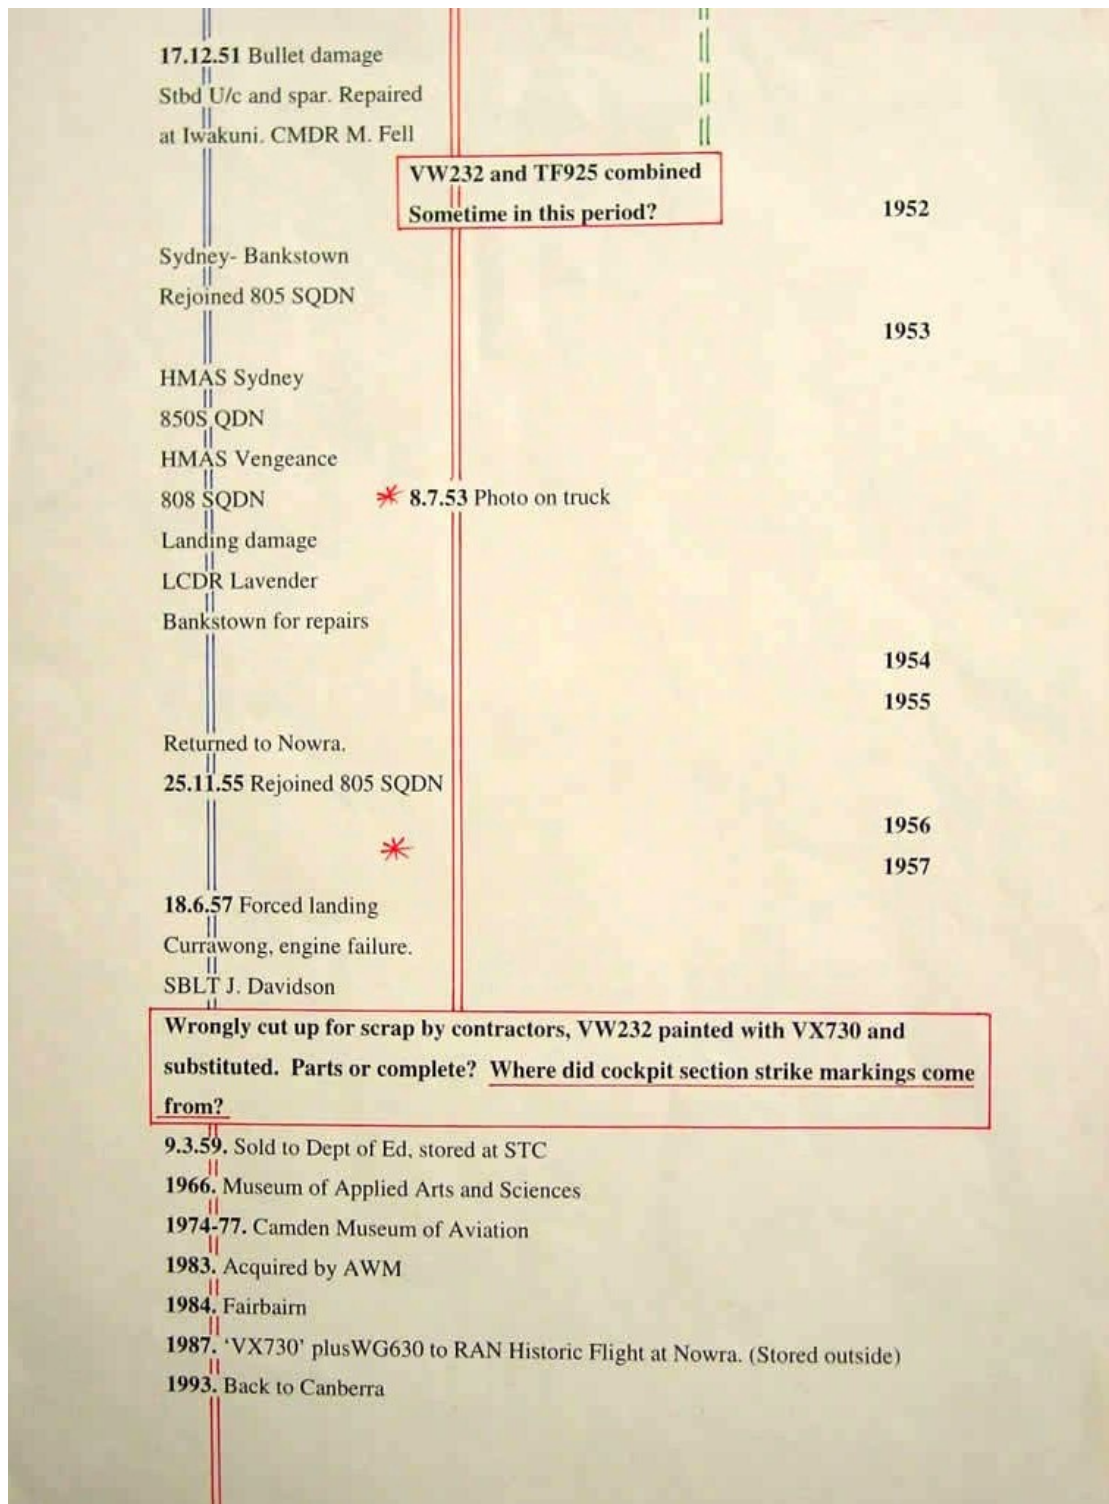 17.12.51 Bullet damage
Stbd U/c and spar. Repaired
at Iwakuni. CMDR M. Fell
VW232 and TF925 combined
Sometime in this period?
1952
Sydney- Bankstown
Rejoined 805 SQDN
1953
HMAS Sydney
850S QDN
HMAS Vengeance
808 SQDN
8.7.53 Photo on truck
Landing damage
LCDR Lavender
Bankstown for repairs
1954
1955
Returned to Nowra.
25.11.55 Rejoined 805 SQDN
1956
1957
18.6.57 Forced landing
Currawong, engine failure.
SBLT J. Davidson
Wrongly cut up for scrap by contractors, VW232 painted with VX730 and
substituted. Parts or complete? Where did cockpit section strike markings come
from?
9.3.59. Sold to Dept of Ed, stored at STC
1966. Museum of Applied Arts and Sciences
1974-77. Camden Museum of Aviation
1983. Acquired by AWM
1984. Fairbairn
1987. ‘VX730’ plusWG630 to RAN Historic Flight at Nowra. (Stored outside)
1993. Back to Canberra